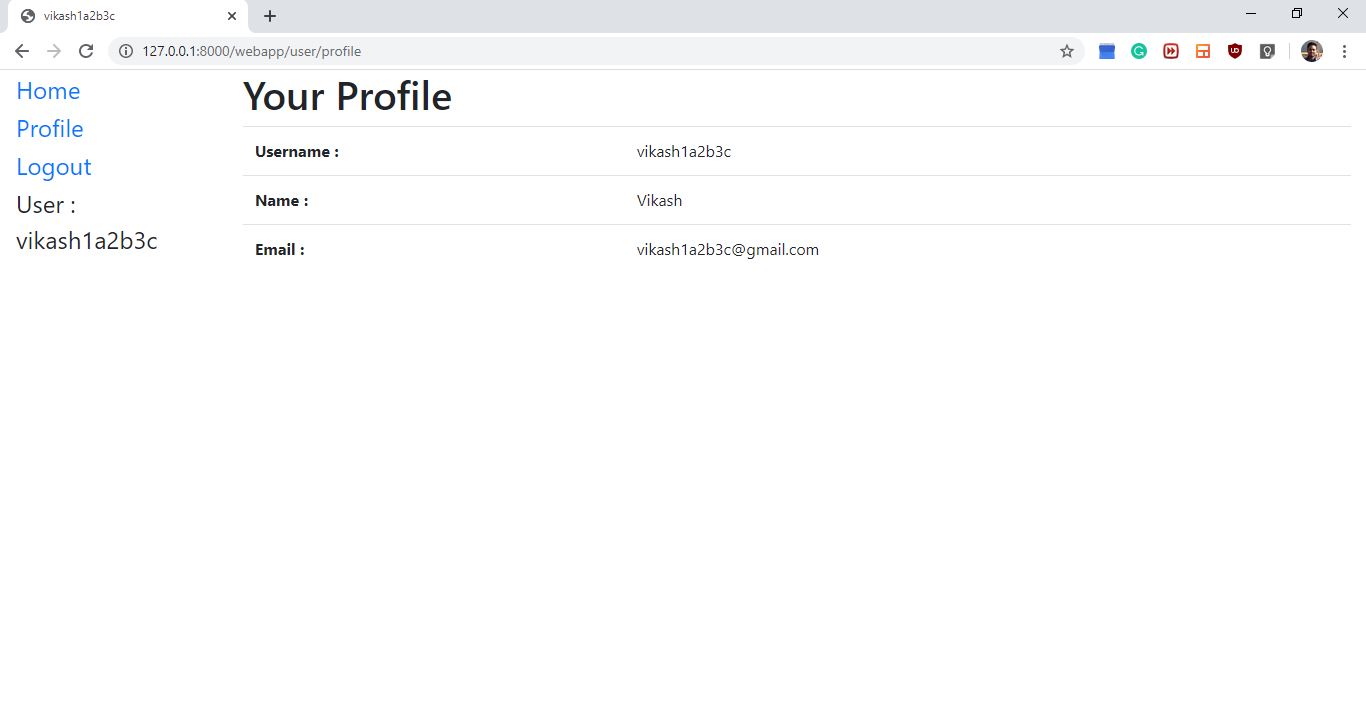 vikash1a2b3c
127.0.0.1:8000/webapp/user/profile
Home
Profile
Logout
User :
vikash1a2b3c
Your Profile
Username : vikash1a2b3c
Name : Vikash
Email : vikash1a2b3c@gmail.com